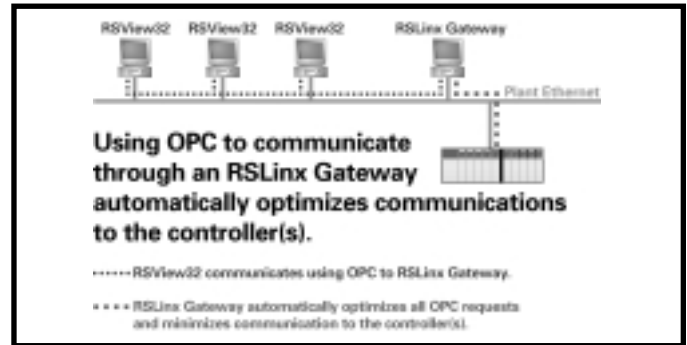 RSView32 RSView32 RSView32 RSLinx Gateway
Plant Ethernet
Using OPC to communicate
through an RSLinx Gateway
automatically optimizes communications
to the controller(s).
RSView32 communicates using OPC to RSLinx Gateway.
RSLinx Gateway automatically optimizes all OPC requests
and minimizes communication to the controller(s).